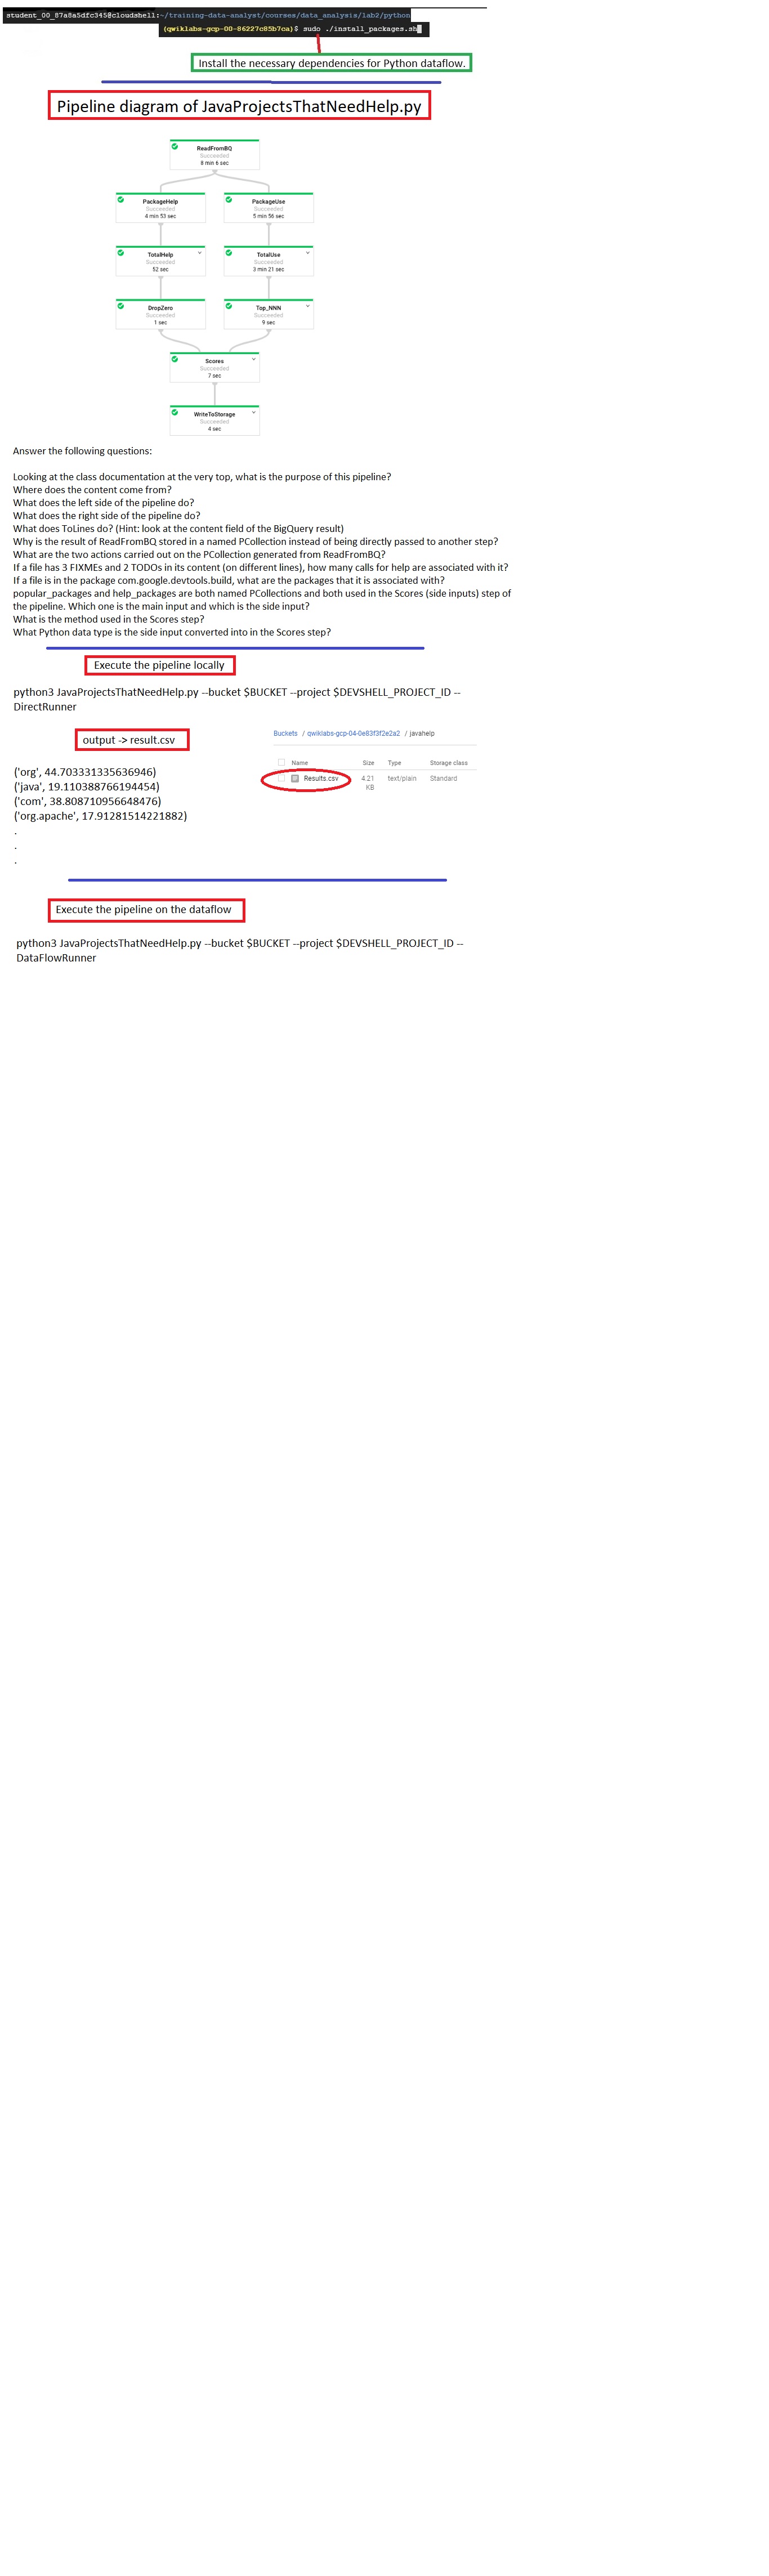 student_00_87a8a5dfc345@cloudshell:~/training-data-analyst/courses/data_analysis/lab2/python
(qwiklabs-gcp-00-86227c85b7ca)$ sudo ./install_packages.sh
Install the necessary dependencies for Python dataflow.
Pipeline diagram of JavaProjectsThatNeedHelp.py
ReadFromBQ
Succeeded
8 min 6 sec
PackageHelp
Succeeded
4 min 53 sec
PackageUse
Succeeded
5 min 56 sec
TotalHelp
Succeeded
52 sec
TotalUse
Succeeded
3 min 21 sec
DropZero
Succeeded
1 sec
Top_NNN
Succeeded
9 sec
Scores
Succeeded
7 sec
WriteToStorage
Succeeded
4 sec
Answer the following questions:
Looking at the class documentation at the very top, what is the purpose of this pipeline?
Where does the content come from?
What does the left side of the pipeline do?
What does the right side of the pipeline do?
What does ToLines do? (Hint: look at the content field of the BigQuery result)
Why is the result of ReadFromBQ stored in a named PCollection instead of being directly passed to another step?
What are the two actions carried out on the PCollection generated from ReadFromBQ?
If a file has 3 FIXMEs and 2 TODOs in its content (on different lines), how many calls for help are associated with it?
If a file is in the package com.google.devtools.build, what are the packages that it is associated with?
popular_packages and help_packages are both named PCollections and both used in the Scores (side inputs) step of
the pipeline. Which one is the main input and which is the side input?
What is the method used in the Scores step?
What Python data type is the side input converted into in the Scores step?
Execute the pipeline locally
python3 JavaProjectsThatNeedHelp.py --bucket $BUCKET --project $DEVSHELL_PROJECT_ID --
DirectRunner
output -> result.csv
Buckets / qwiklabs-gcp-04-0e83f3f2e2a2 / javahelp
Name Size Type Storage class
Results.csv 4.21 text/plain Standard
KB
('org', 44.703331335636946)
('java', 19.110388766194454)
('com', 38.808710956648476)
('org.apache', 17.91281514221882)
.
.
.
Execute the pipeline on the dataflow
python3 JavaProjectsThatNeedHelp.py --bucket $BUCKET --project $DEVSHELL_PROJECT_ID --
DataFlowRunner